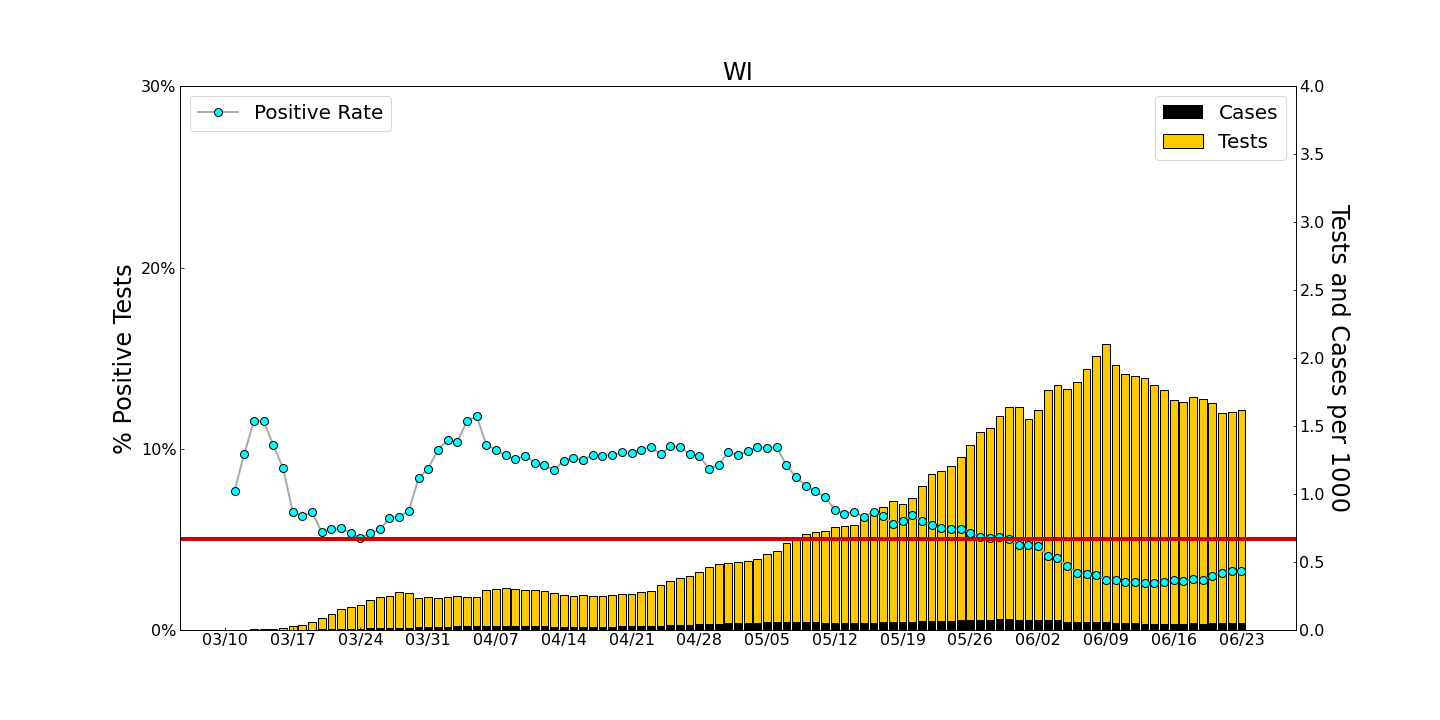 WI
Positive Rate
Cases
Tests
% Positive Tests
30%
20%
10%
0%
Tests and Cases per 1000
4.0
3.5
3.0
2.5
2.0
1.5
1.0
0.5
0.0
03/10 03/17 03/24 03/31 04/07 04/14 04/21 04/28 05/05 05/12 05/19 05/26 06/02 06/09 06/16 06/23